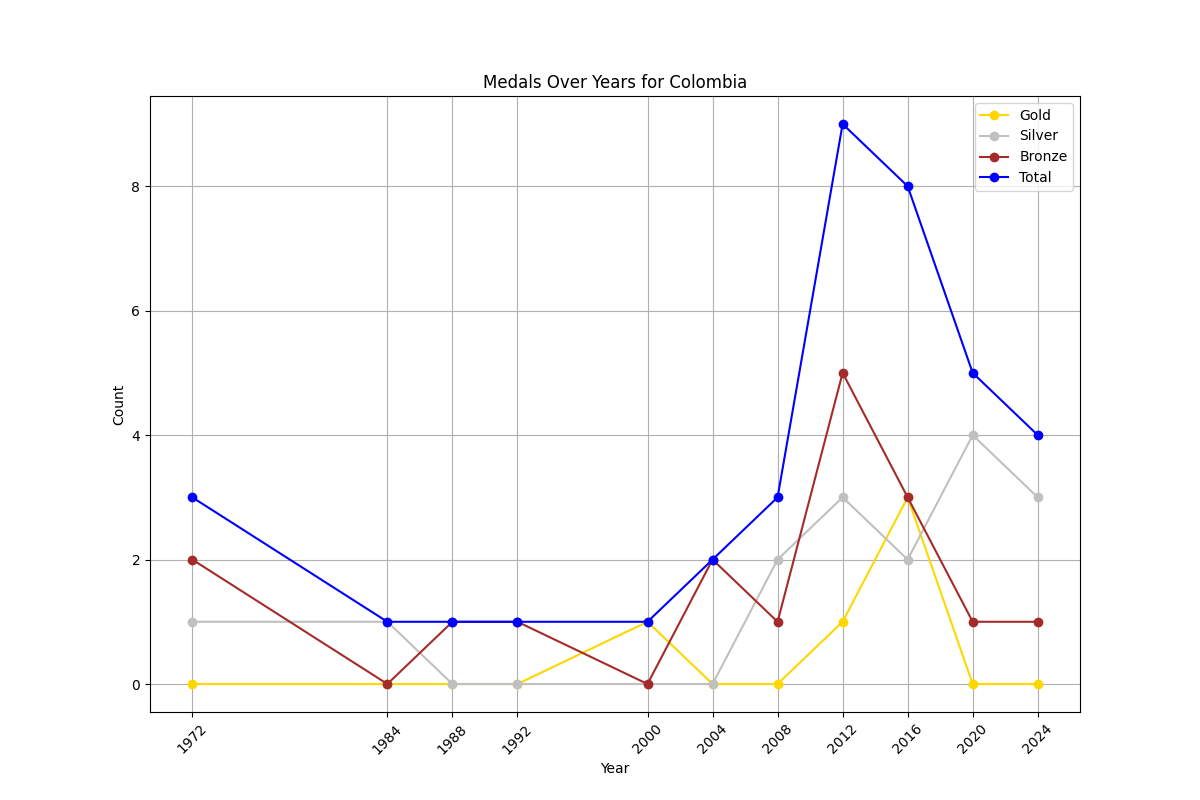 Medals Over Years for Colombia
Gold
Silver
Bronze
Total
Count
8
6
4
2
0
1972 1984 1988 1992 2000 2004 2008 2012 2016 2020 2024
Year